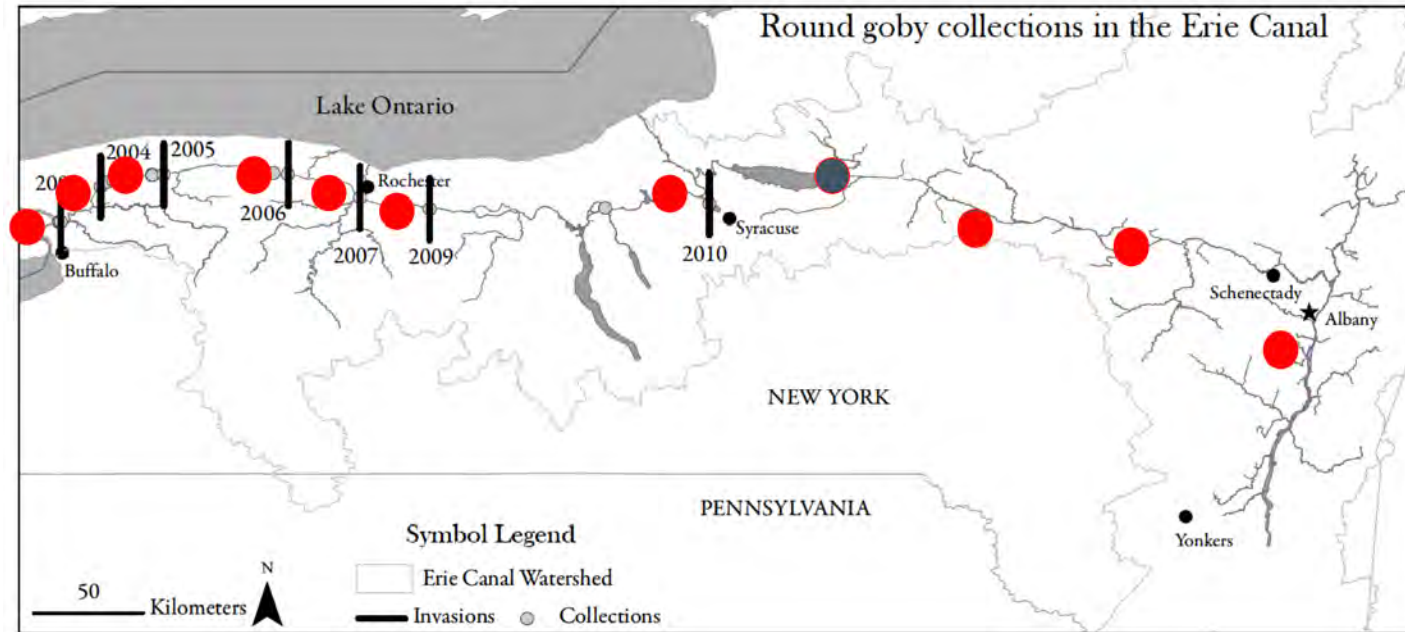 Round goby collections in the Erie Canal
Lake Ontario
2004
2005
Rochester
2006
2007
2009
2010
Syracuse
Buffalo
Schenectady
Albany
NEW YORK
PENNSYLVANIA
Yonkers
Symbol Legend
Erie Canal Watershed
Invasions
Collections
50
Kilometers
N